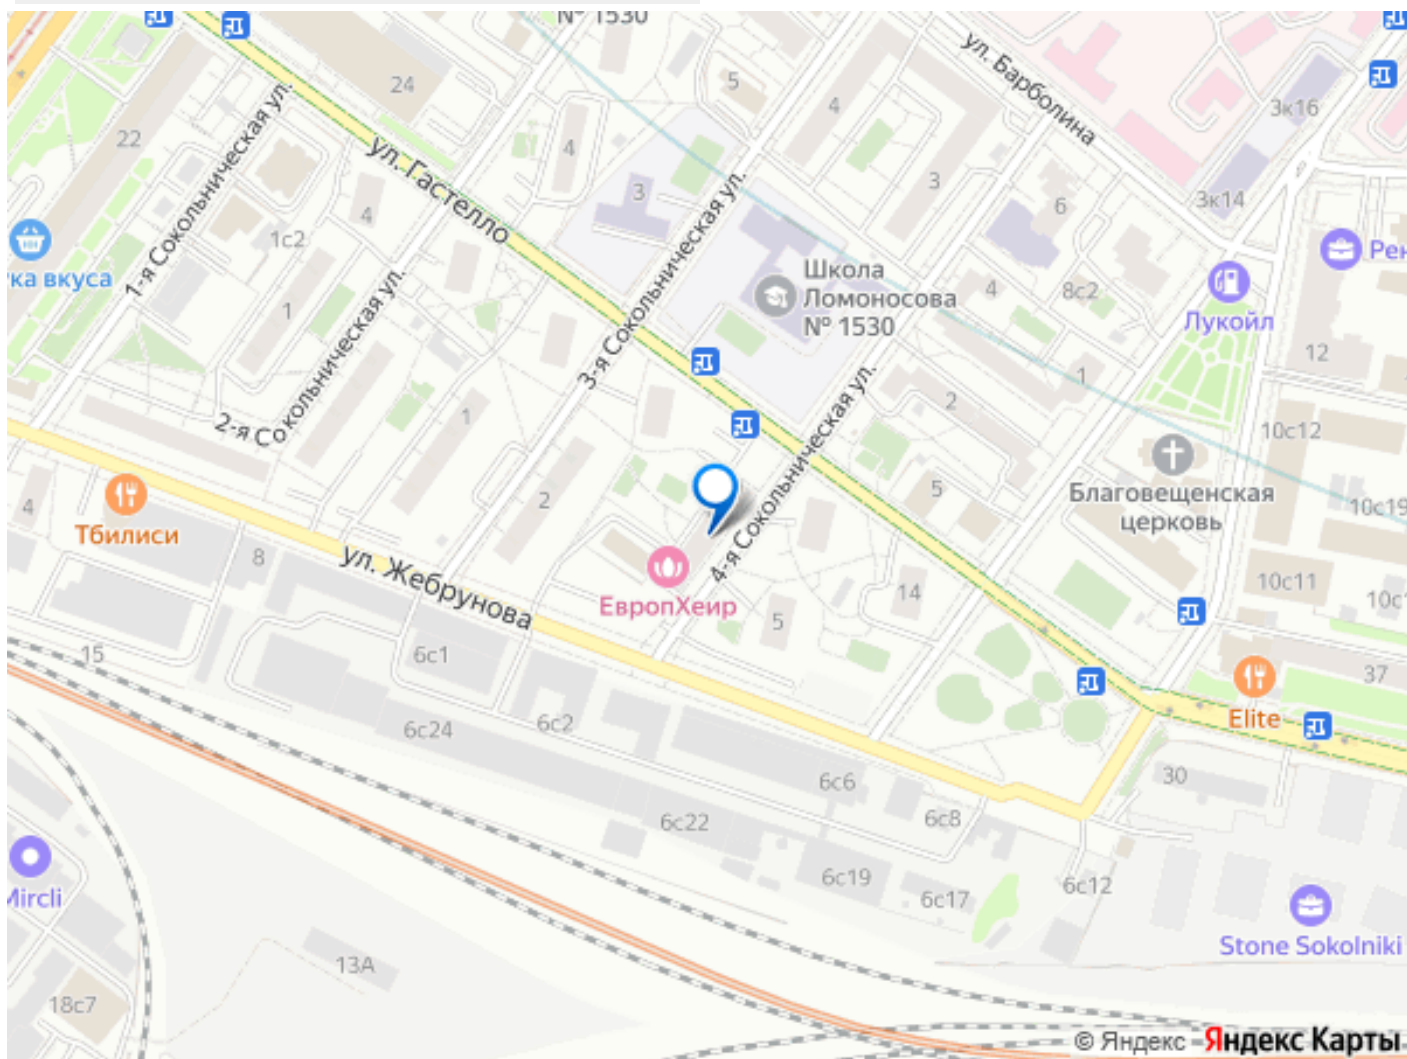 № 1530
ул. Барболина
5
24
4
3к16
22
1-я Сокольническая ул.
ул. Гастелло
4
3
3
4
6
3к14
1с2
Школа
Ломоносова
№ 1530
4
8с2
Рен
ка вкуса
1
2-я Сокольническая ул.
3-я Сокольническая ул.
Лукойл
12
1
2
1
4-я Сокольническая ул.
10с12
Благовещенская
церковь
4
Тбилиси
2
5
10с19
8
ул. Жебрунова
ЕвропХеир
14
10с11
10с1
5
15
6с1
37
6с24
6с2
Elite
6с6
30
6с22
6с8
6с19
6с17
6с12
Mircli
Stone Sokolniki
13А
18с7
© Яндекс Яндекс Карты